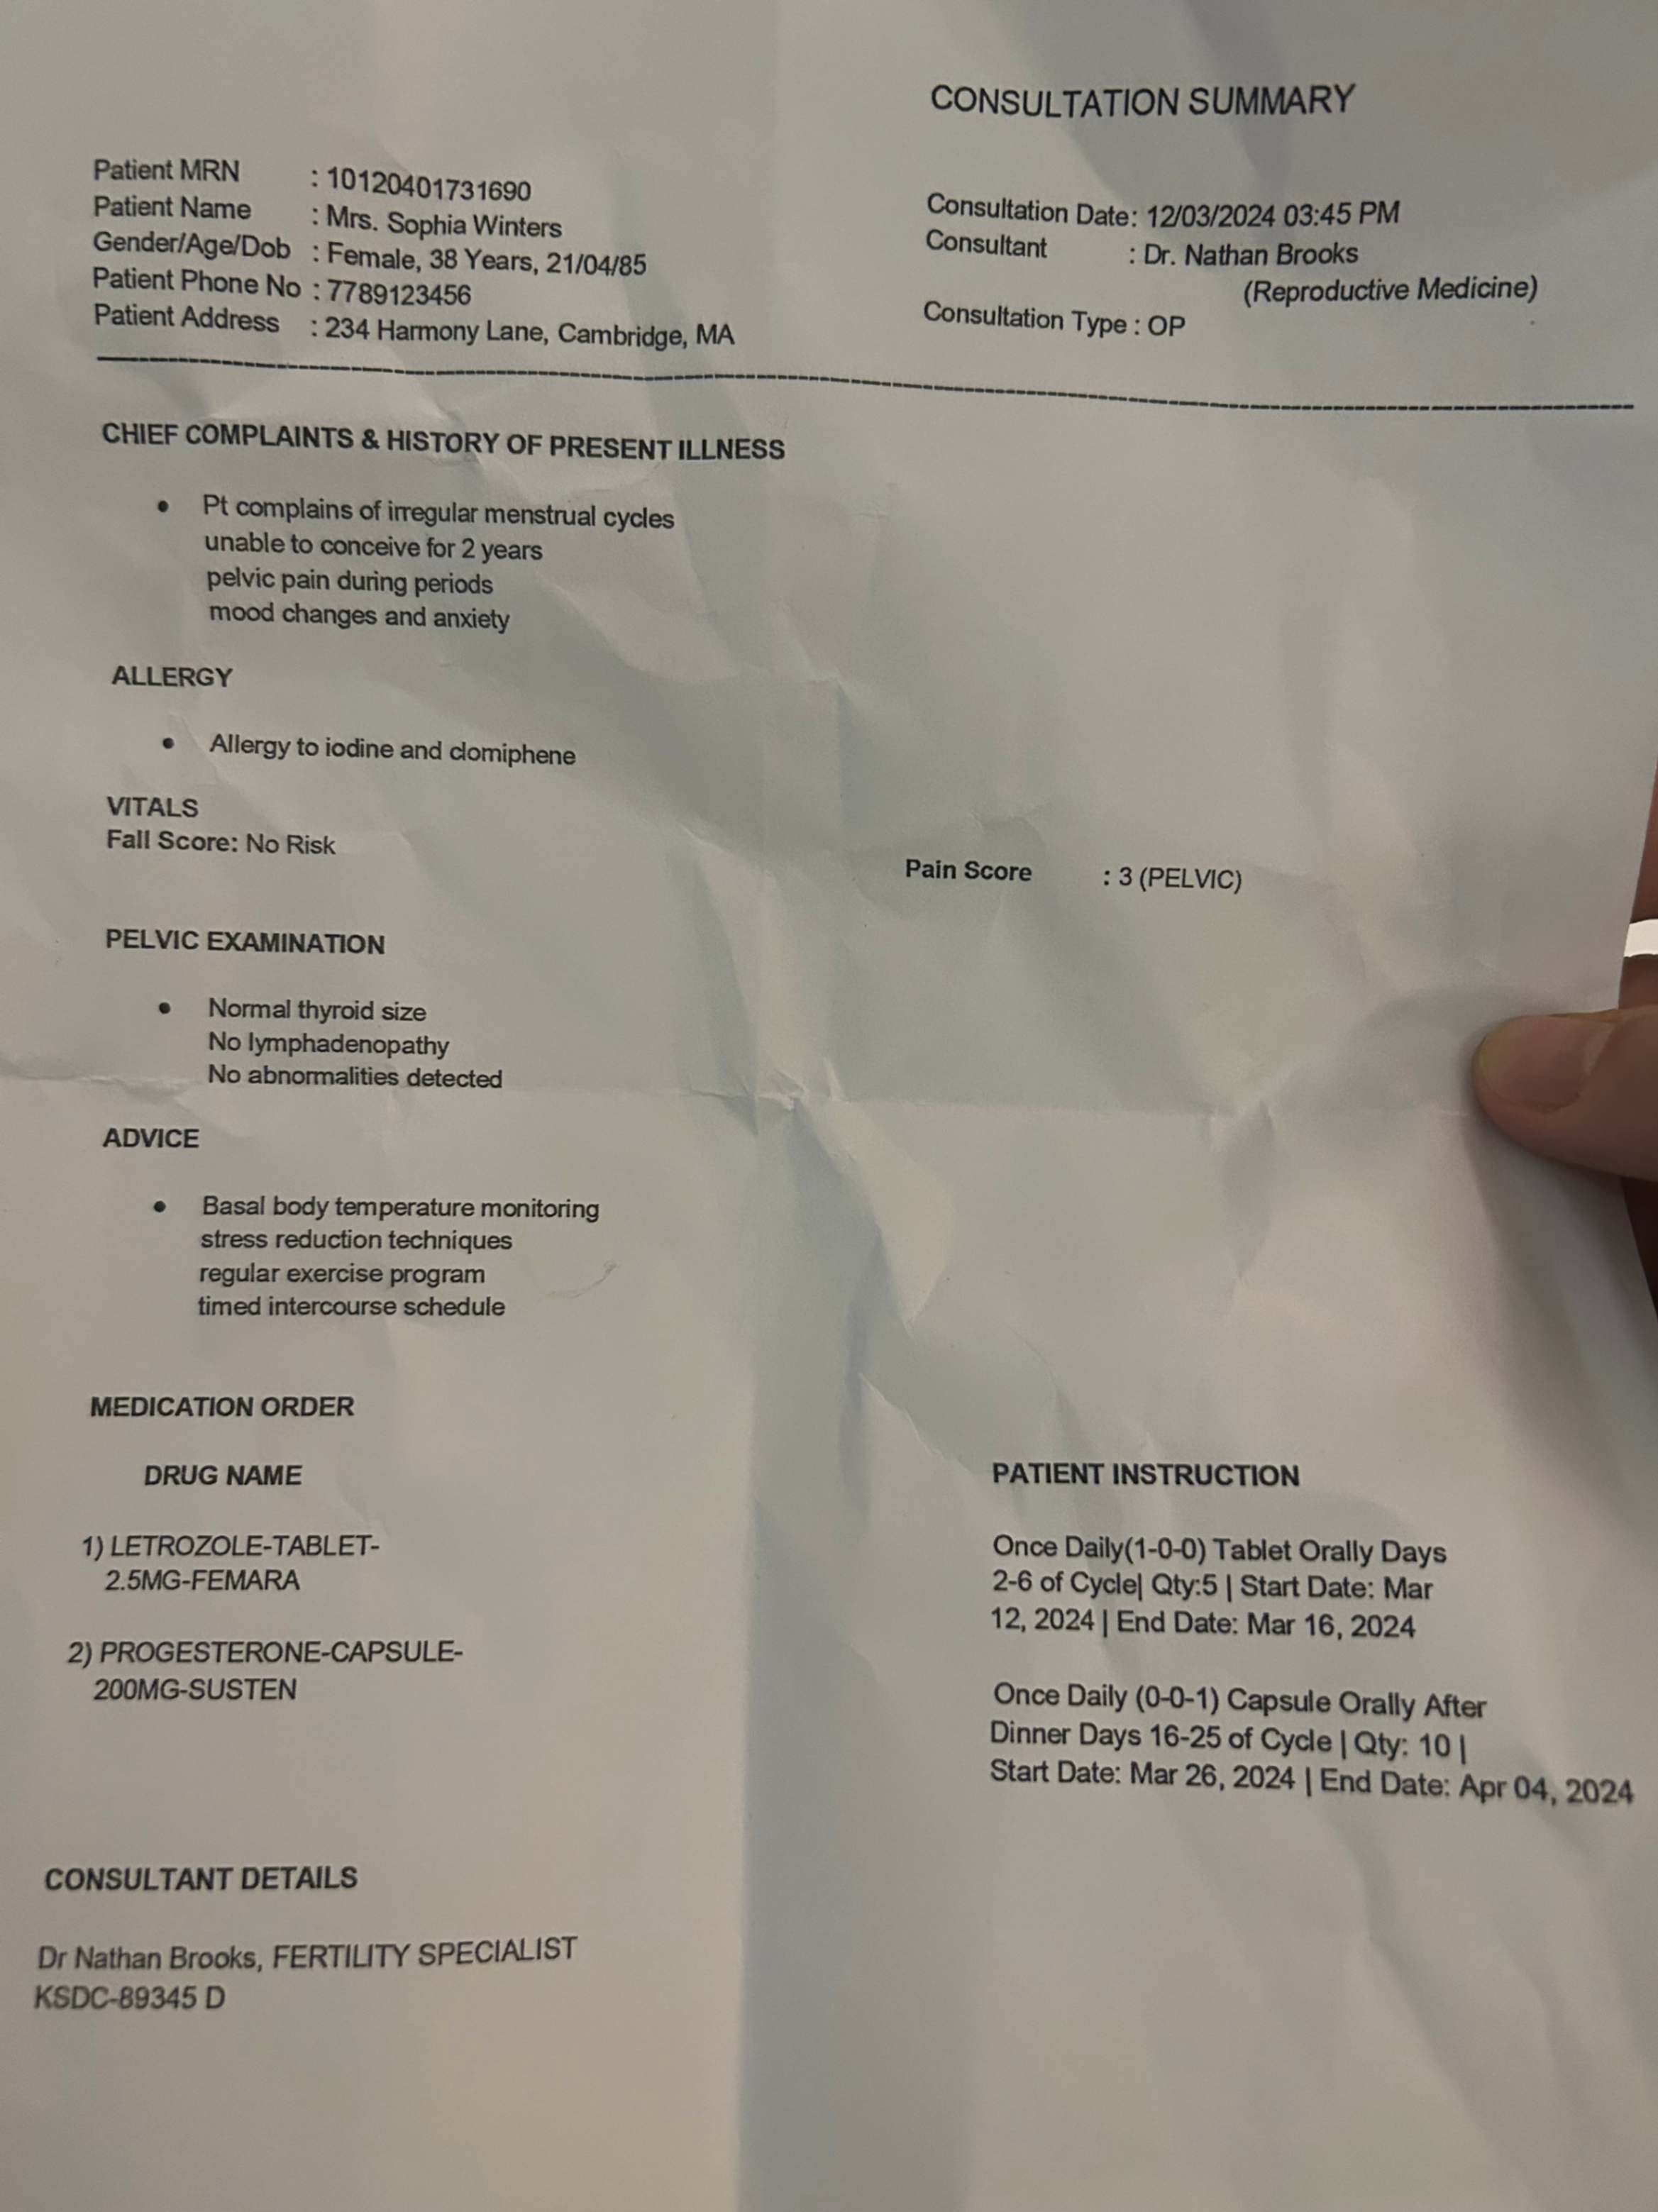 CONSULTATION SUMMARY
Patient MRN : 10120401731690
Patient Name : Mrs. Sophia Winters
Gender/Age/Dob : Female, 38 Years, 21/04/85
Patient Phone No : 7789123456
Patient Address : 234 Harmony Lane, Cambridge, MA
Consultation Date: 12/03/2024 03:45 PM
Consultant : Dr. Nathan Brooks
(Reproductive Medicine)
Consultation Type : OP
CHIEF COMPLAINTS & HISTORY OF PRESENT ILLNESS
• Pt complains of irregular menstrual cycles
unable to conceive for 2 years
pelvic pain during periods
mood changes and anxiety
ALLERGY
• Allergy to iodine and clomiphene
VITALS
Fall Score: No Risk
Pain Score : 3 (PELVIC)
PELVIC EXAMINATION
• Normal thyroid size
No lymphadenopathy
No abnormalities detected
ADVICE
• Basal body temperature monitoring
stress reduction techniques
regular exercise program
timed intercourse schedule
MEDICATION ORDER
DRUG NAME
PATIENT INSTRUCTION
1) LETROZOLE-TABLET-
2.5MG-FEMARA
Once Daily(1-0-0) Tablet Orally Days
2-6 of Cycle| Qty:5 | Start Date: Mar
12, 2024 | End Date: Mar 16, 2024
2) PROGESTERONE-CAPSULE-
200MG-SUSTEN
Once Daily (0-0-1) Capsule Orally After
Dinner Days 16-25 of Cycle | Qty: 10 |
Start Date: Mar 26, 2024 | End Date: Apr 04, 2024
CONSULTANT DETAILS
Dr Nathan Brooks, FERTILITY SPECIALIST
KSDC-89345 D